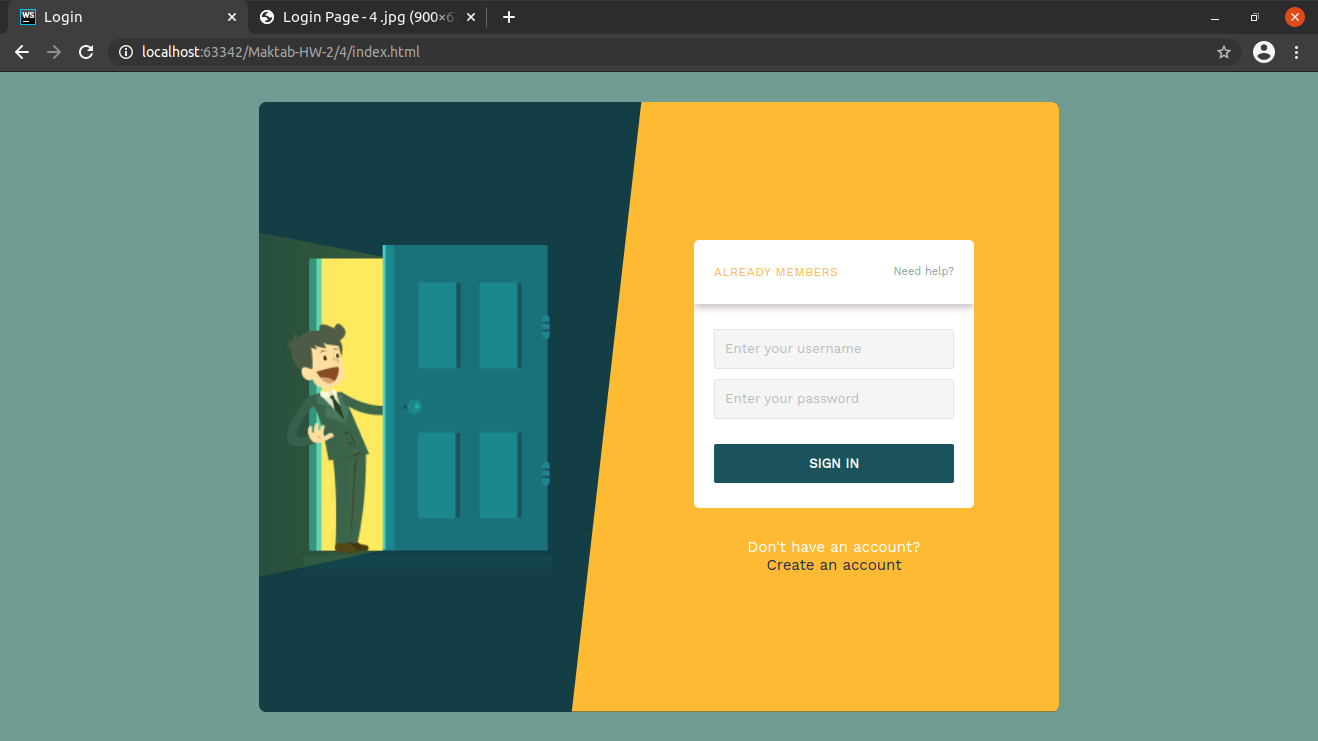 WS
Login
Login Page - 4 .jpg (900×6
localhost:63342/Maktab-HW-2/4/index.html
ALREADY MEMBERS
Need help?
Enter your username
Enter your password
SIGN IN
Don't have an account?
Create an account